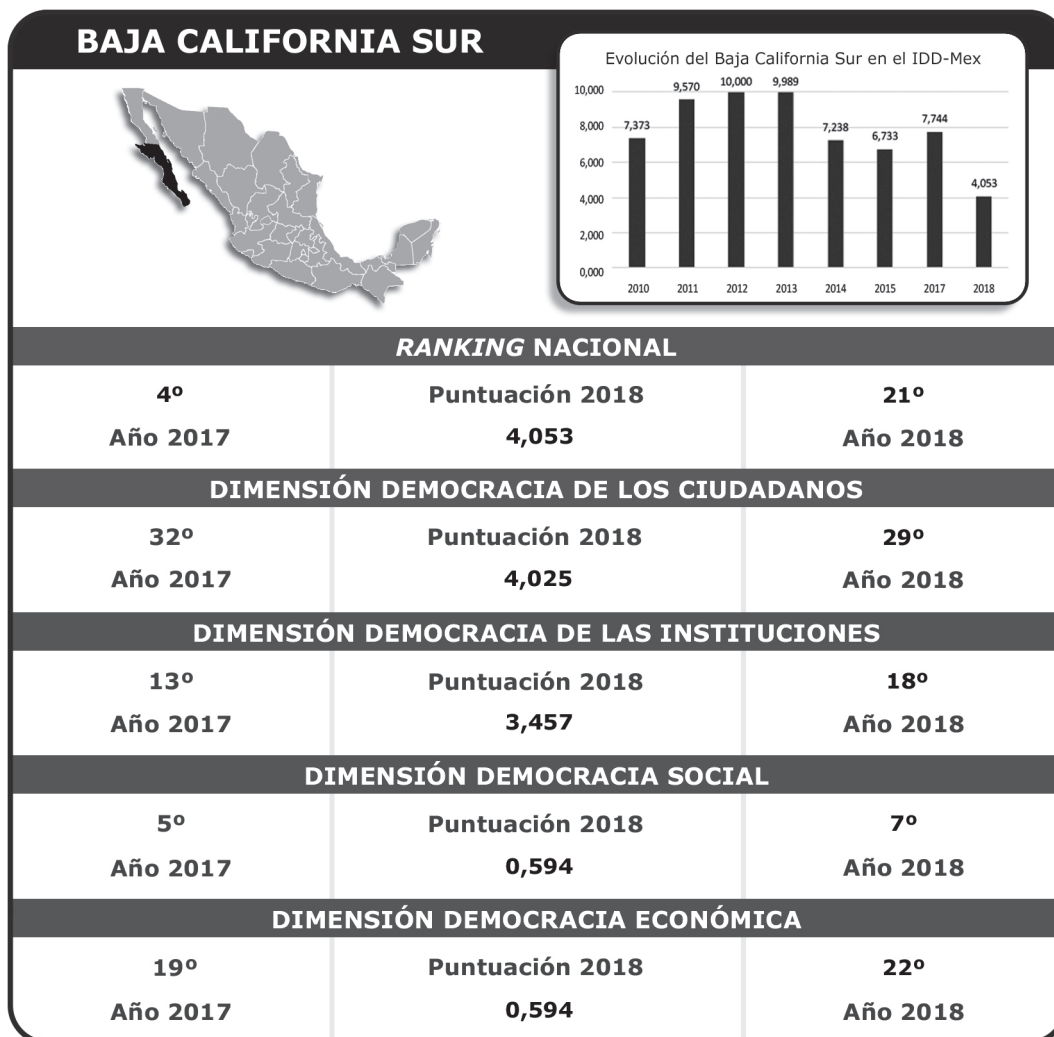 BAJA CALIFORNIA SUR
Evolución del Baja California Sur en el IDD-Mex
10,000
8,000
6,000
4,000
2,000
0,000
7,373
9,570
10,000
9,989
7,238
6,733
7,744
4,053
2010 2011 2012 2013 2014 2015 2017 2018
RANKING NACIONAL
4º Puntuación 2018 21º
Año 2017 4,053 Año 2018
DIMENSIÓN DEMOCRACIA DE LOS CIUDADANOS
32º Puntuación 2018 29º
Año 2017 4,025 Año 2018
DIMENSIÓN DEMOCRACIA DE LAS INSTITUCIONES
13º Puntuación 2018 18º
Año 2017 3,457 Año 2018
DIMENSIÓN DEMOCRACIA SOCIAL
5º Puntuación 2018 7º
Año 2017 0,594 Año 2018
DIMENSIÓN DEMOCRACIA ECONÓMICA
19º Puntuación 2018 22º
Año 2017 0,594 Año 2018